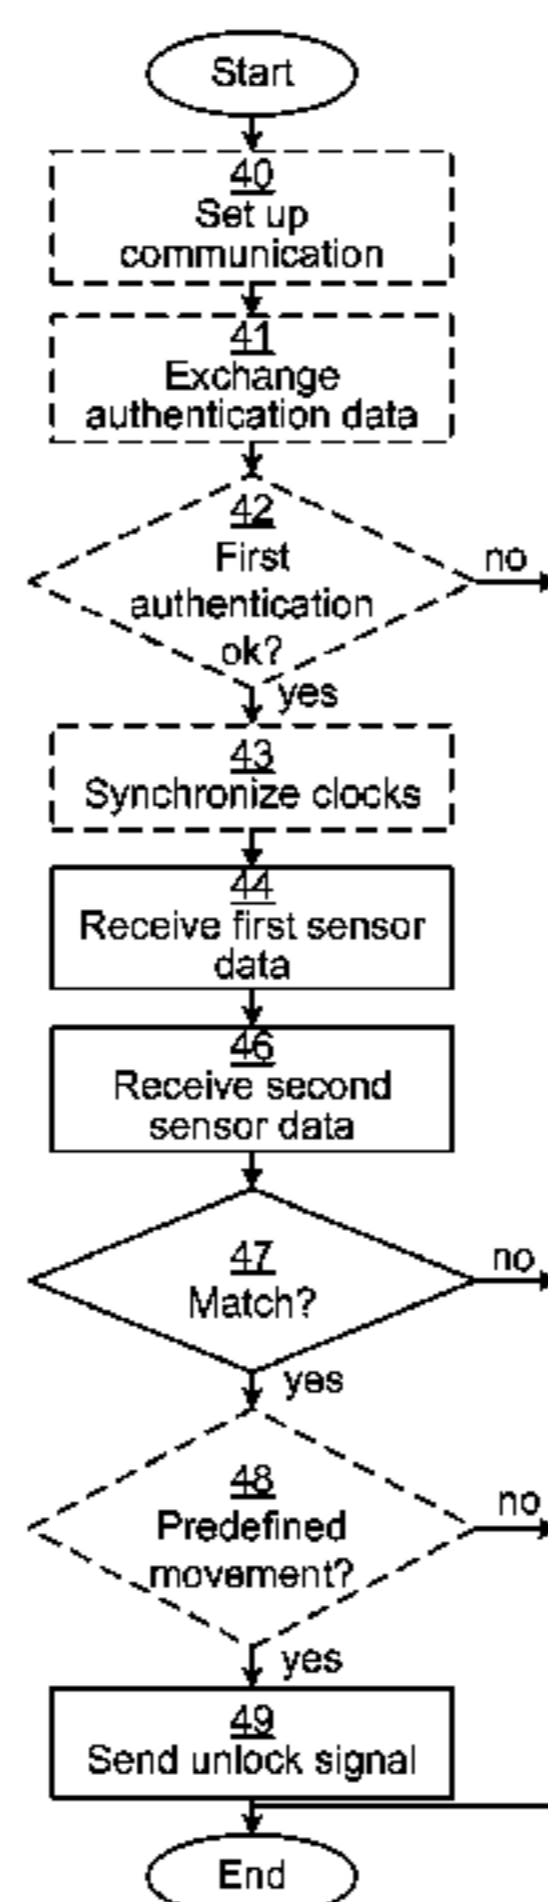 Start
40
Set up
communication
41
Exchange
authentication data
42
First
authentication
ok?
no
yes
43
Synchronize clocks
44
Receive first sensor
data
46
Receive second
sensor data
47
Match?
no
yes
48
Predefined
movement?
no
yes
49
Send unlock signal
End